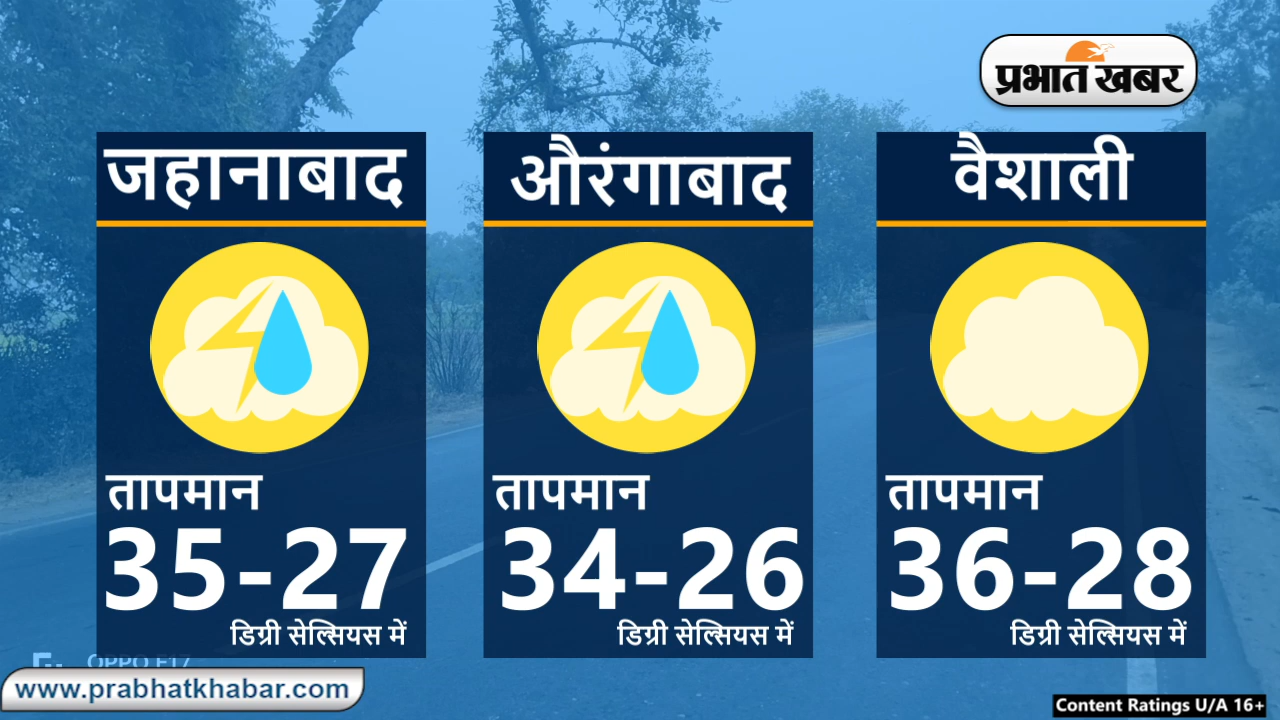 प्रभात खबर
जहानाबाद
तापमान
35-27
डिग्री सेल्सियस में
औरंगाबाद
तापमान
34-26
डिग्री सेल्सियस में
वैशाली
तापमान
36-28
डिग्री सेल्सियस में
OPPO F17
www.prabhatkhabar.com
Content Ratings U/A 16+